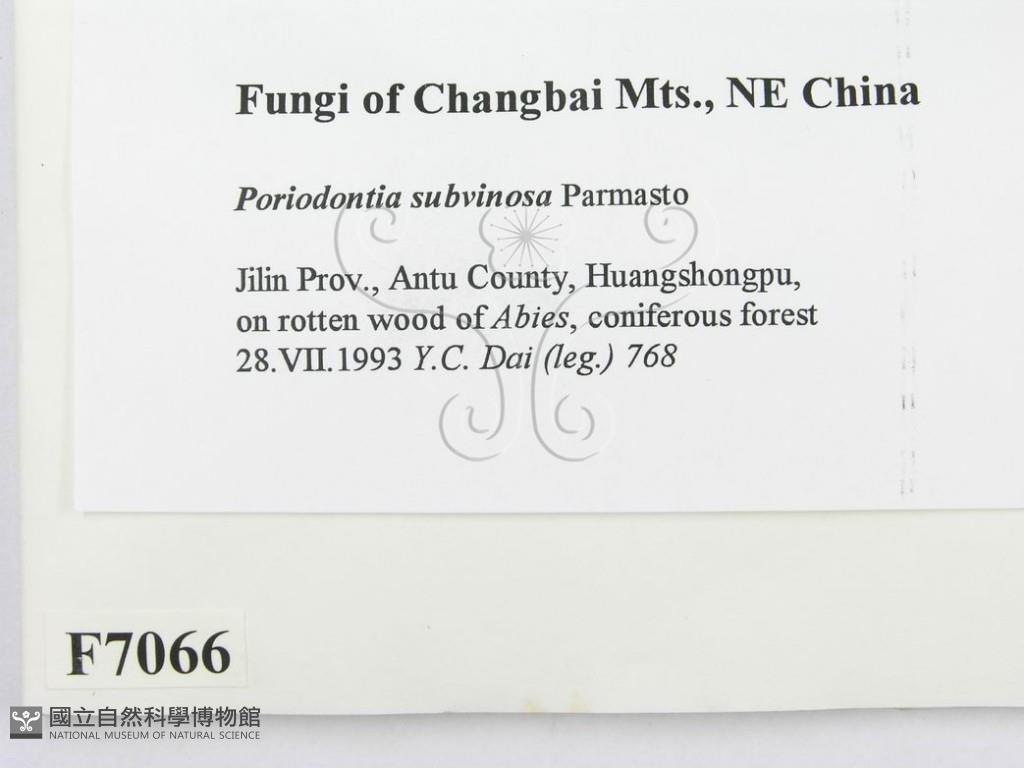 Fungi of Changbai Mts., NE China
Poriodontia subvinosa Parmasto
Jilin Prov., Antu County, Huangshongpu,
on rotten wood of Abies, coniferous forest
28.VII.1993 Y.C. Dai (leg.) 768
F7066
國立自然科學博物館
NATIONAL MUSEUM OF NATURAL SCIENCE